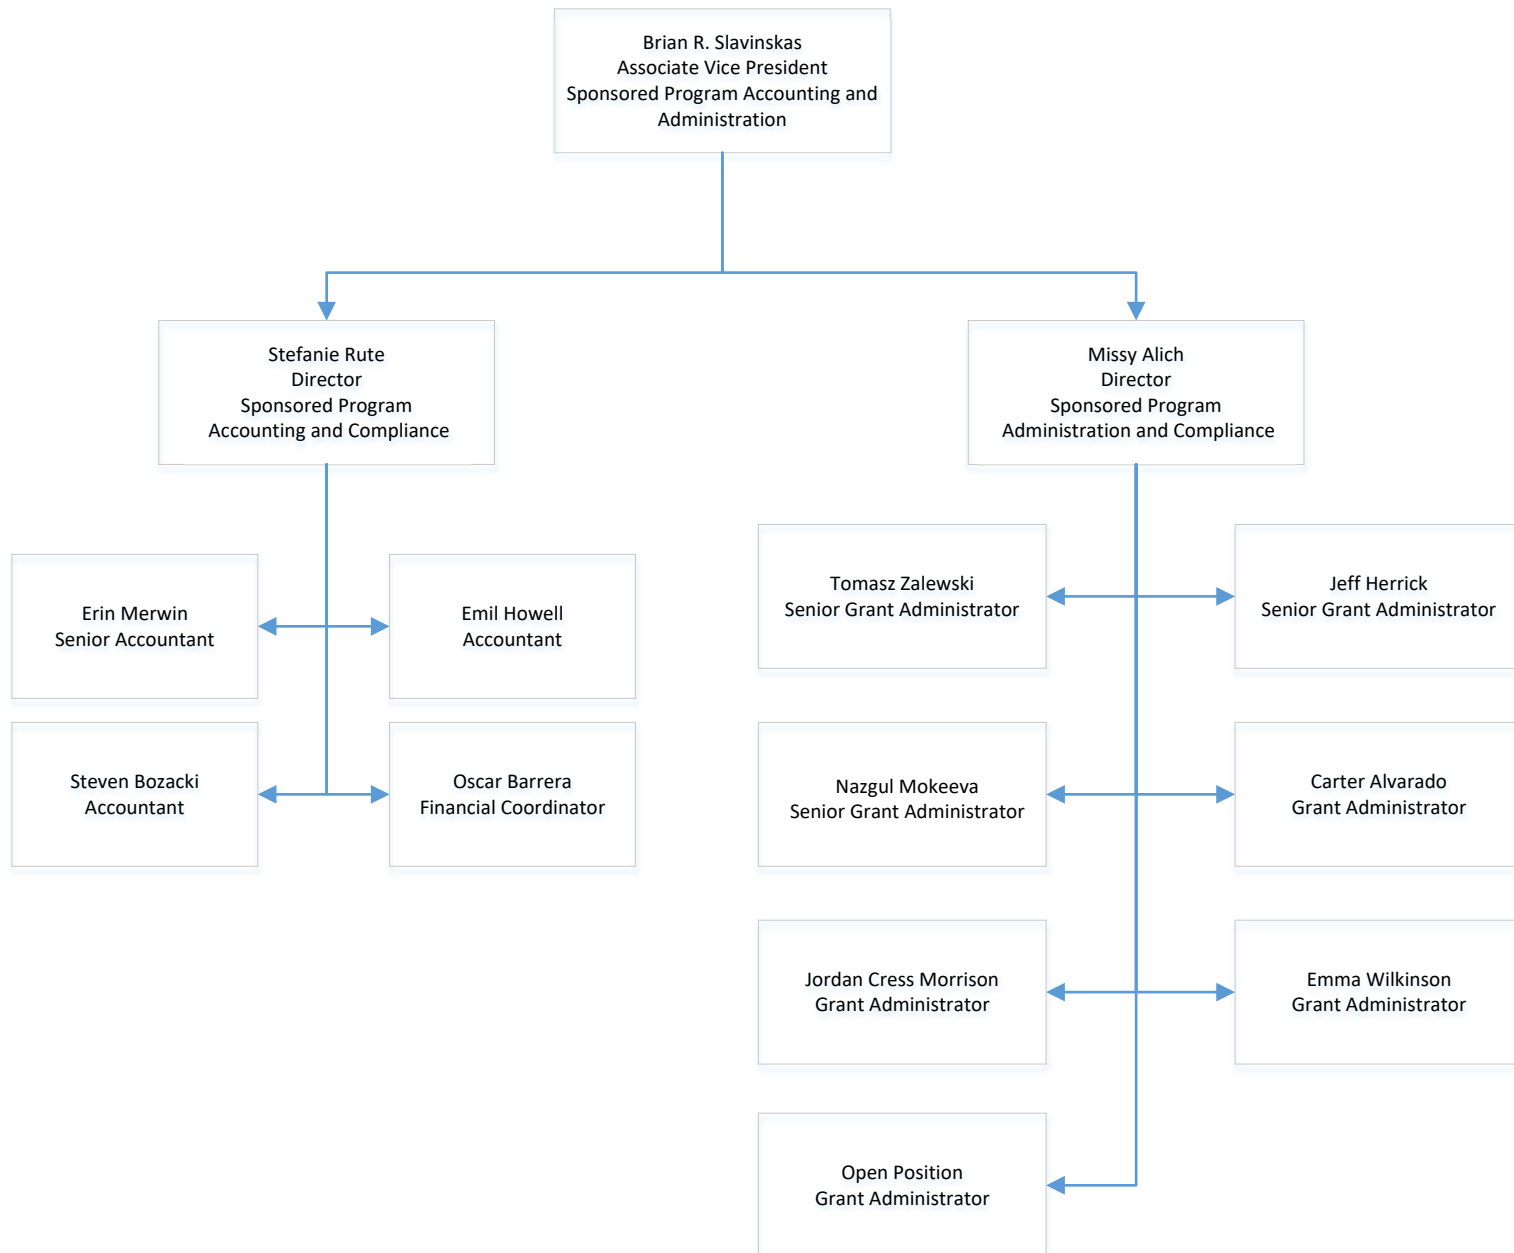 Brian R. Slavinskas
Associate Vice President
Sponsored Program Accounting and
Administration
Stefanie Rute
Director
Sponsored Program
Accounting and Compliance
Missy Alich
Director
Sponsored Program
Administration and Compliance
Erin Merwin
Senior Accountant
Emil Howell
Accountant
Steven Bozacki
Accountant
Oscar Barrera
Financial Coordinator
Tomasz Zalewski
Senior Grant Administrator
Jeff Herrick
Senior Grant Administrator
Nazgul Mokeeva
Senior Grant Administrator
Carter Alvarado
Grant Administrator
Jordan Cress Morrison
Grant Administrator
Emma Wilkinson
Grant Administrator
Open Position
Grant Administrator